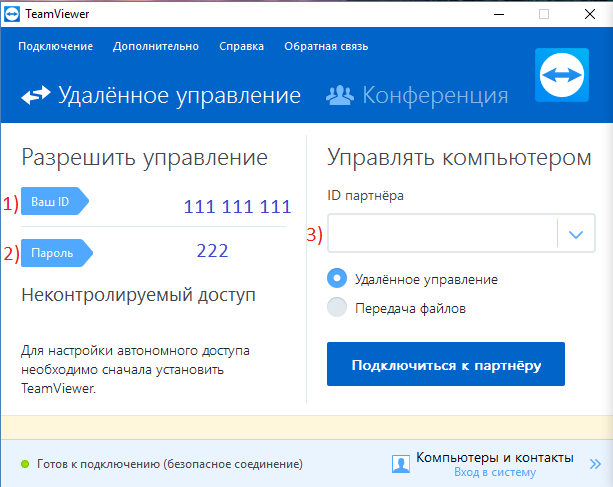 TeamViewer
Подключение Дополнительно Справка Обратная связь
Удалённое управление Конференция
Разрешить управление
1) Ваш ID 111 111 111
2) Пароль 222
Неконтролируемый доступ
Для настройки автономного доступа
необходимо сначала установить
TeamViewer.
Управлять компьютером
ID партнёра
3)
Удалённое управление
Передача файлов
Подключиться к партнёру
Готов к подключению (безопасное соединение)
Компьютеры и контакты
Вход в систему